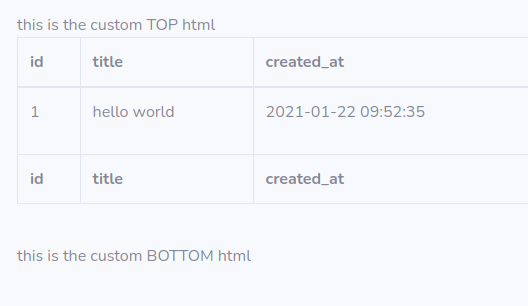 this is the custom TOP html
id title created_at
1 hello world 2021-01-22 09:52:35
id title created_at
this is the custom BOTTOM html